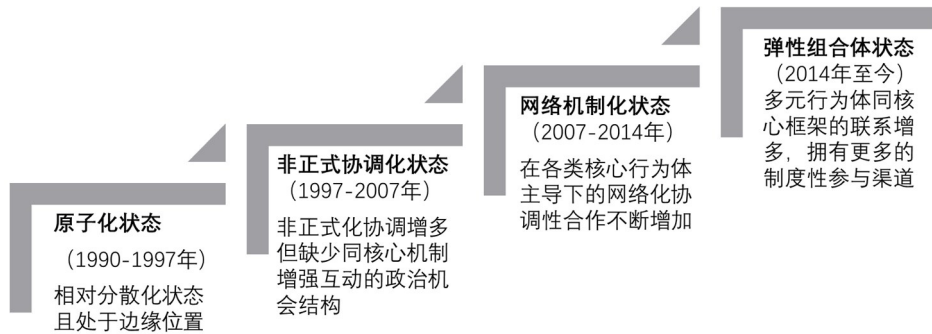 原子化状态
（1990-1997年）
相对分散化状态
且处于边缘位置
非正式协调化状态
（1997-2007年）
非正式化协调增多
但缺少同核心机制
增强互动的政治机
会结构
网络机制化状态
（2007-2014年）
在各类核心行为体
主导下的网络化协
调性合作不断增加
弹性组合体状态
（2014年至今）
多元行为体同核
心框架的联系增
多，拥有更多的
制度性参与渠道